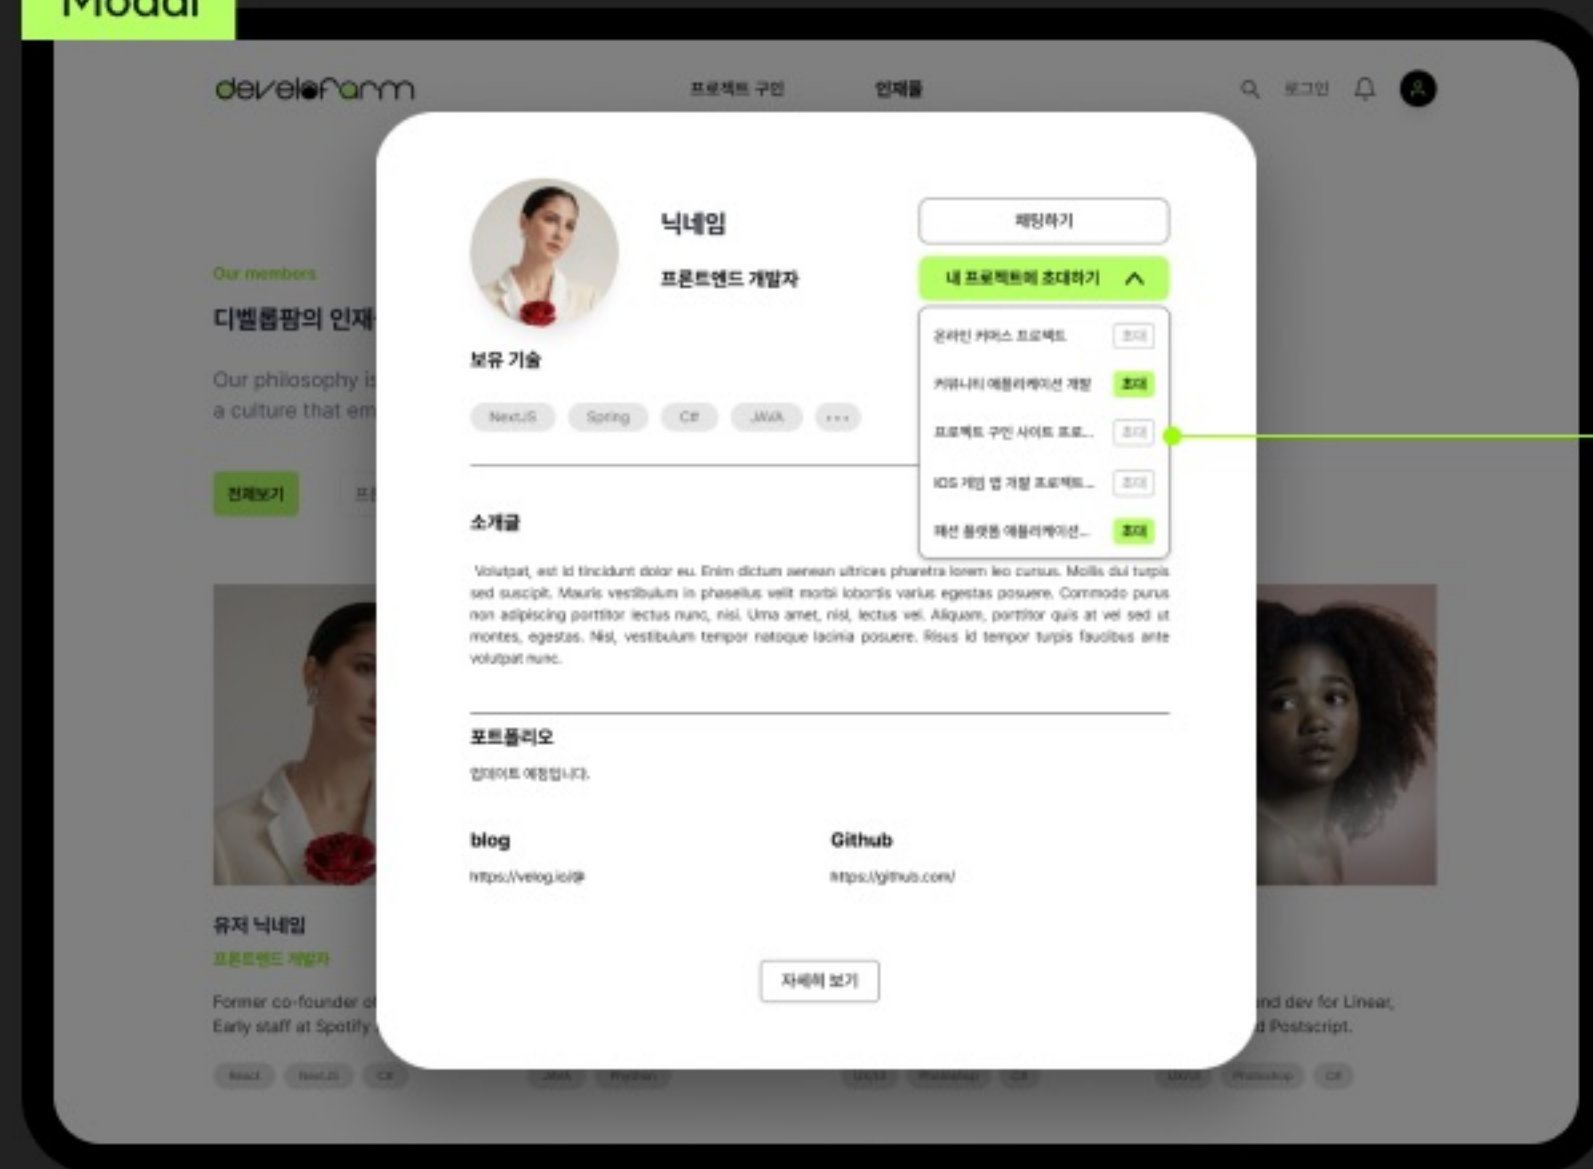 Modal
develofarm
프로젝트 구인 인재풀 로그인
닉네임
프론트엔드 개발자
채팅하기
내 프로젝트에 초대하기
온라인 커머스 프로젝트 초대
커뮤니티 애플리케이션 개발 초대
프로젝트 구인 사이트 프로... 초대
IOS 게임 앱 개발 프로젝트... 초대
패션 플랫폼 애플리케이션... 초대
보유 기술
NextJS Spring C# JAVA •••
소개글
Volutpat, est id tincidunt dolor eu. Enim dictum aenean ultrices pharetra lorem leo cursus. Mollis dui turpis
sed suscipit. Mauris vestibulum in phasellus velit morbi lobortis varius egestas posuere. Commodo purus
non adipiscing porttitor lectus nunc, nisi. Urna amet, nisl, lectus vel. Aliquam, porttitor quis at vel sed ut
montes, egestas. Nisl, vestibulum tempor natoque lacinia posuere. Risus id tempor turpis faucibus ante
volutpat nunc.
포트폴리오
업데이트 예정입니다.
blog
https://velog.io/@
Github
https://github.com/
자세히 보기
Our members
디벨롭팜의 인재
Our philosophy is
a culture that em
전체보기 프론
유저 닉네임
프론트엔드 개발자
Former co-founder of
Early staff at Spotify
React NextJS C#
JAVA Phython
UX/UI Photoshop C#
and dev for Linear,
d Postscript.
UX/UI Photoshop C#